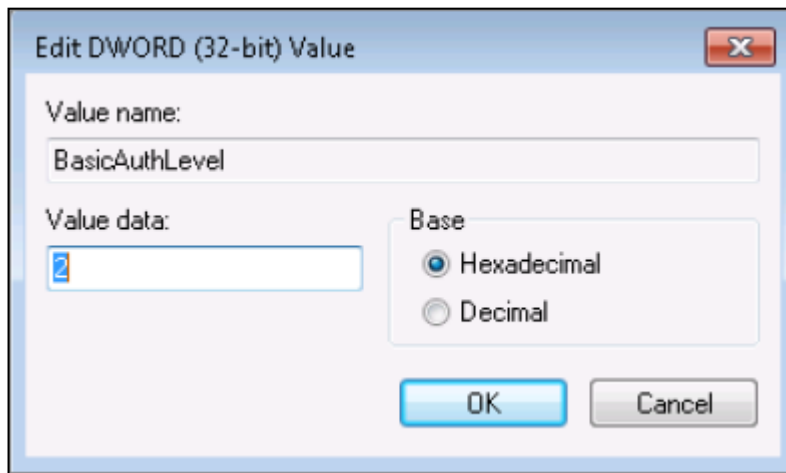 Edit DWORD (32-bit) Value
Value name:
BasicAuthLevel
Value data:
2
Base
Hexadecimal
Decimal
OK
Cancel